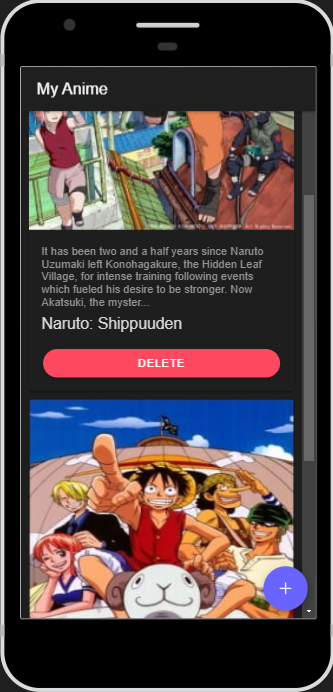 My Anime
It has been two and a half years since Naruto
Uzumaki left Konohagakure, the Hidden Leaf
Village, for intense training following events
which fueled his desire to be stronger. Now
Akatsuki, the myster...
Naruto: Shippuuden
DELETE